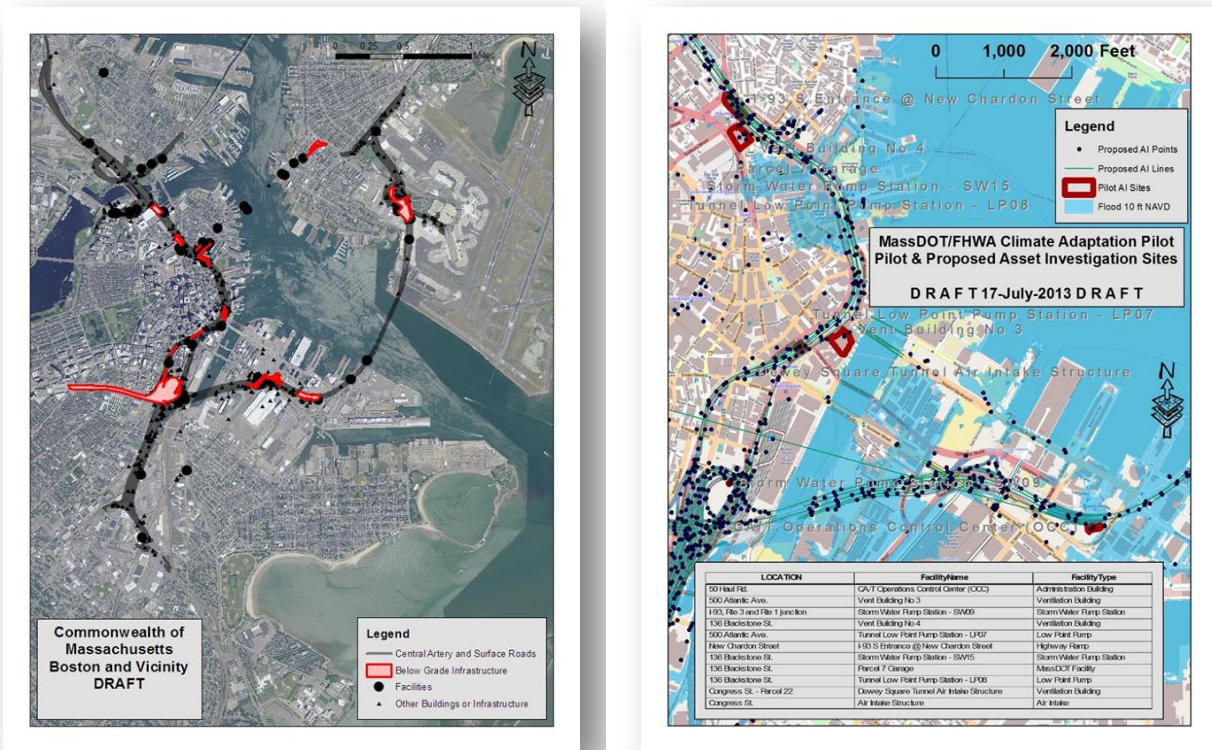 0 0.25 0.5 1
Mile
N
Commonwealth of
Massachusetts
Boston and Vicinity
DRAFT
Legend
Central Artery and Surface Roads
Below Grade Infrastructure
Facilities
Other Buildings or Infrastructure
0 1,000 2,000 Feet
I-93 S Entrance @ New Chardon Street
Vent Building No 4
Parcel 7 Garage
Storm Water Pump Station - SW15
Tunnel Low Point Pump Station - LP08
Legend
Proposed AI Points
Proposed AI Lines
Pilot AI Sites
Flood 10 ft NAVD
MassDOT/FHWA Climate Adaptation Pilot
Pilot & Proposed Asset Investigation Sites
D R A F T 17-July-2013 D R A F T
Tunnel Low Point Pump Station - LP07
Vent Building No 3
Dewey Square Tunnel Air Intake Structure
N
Storm Water Pump Station - SW09
CA/T Operations Control Center (OCC)
LOCATION FacilityName FacilityType
50 Haul Rd. CA/T Operations Control Center (OCC) Administration Building
500 Atlantic Ave. Vent Building No 3 Ventilation Building
I-93, Rte 3 and Rte 1 junction Storm Water Pump Station - SW09 Storm Water Pump Station
136 Blackstone St. Vent Building No 4 Ventilation Building
500 Atlantic Ave. Tunnel Low Point Pump Station - LP07 Low Point Pump
New Chardon Street I-93 S Entrance @ New Chardon Street Highway Ramp
136 Blackstone St. Storm Water Pump Station - SW15 Storm Water Pump Station
136 Blackstone St. Parcel 7 Garage MassDOT Facility
136 Blackstone St. Tunnel Low Point Pump Station - LP08 Low Point Pump
Congress St. - Parcel 22 Dewey Square Tunnel Air Intake Structure Ventilation Building
Congress St. Air Intake Structure Air Intake